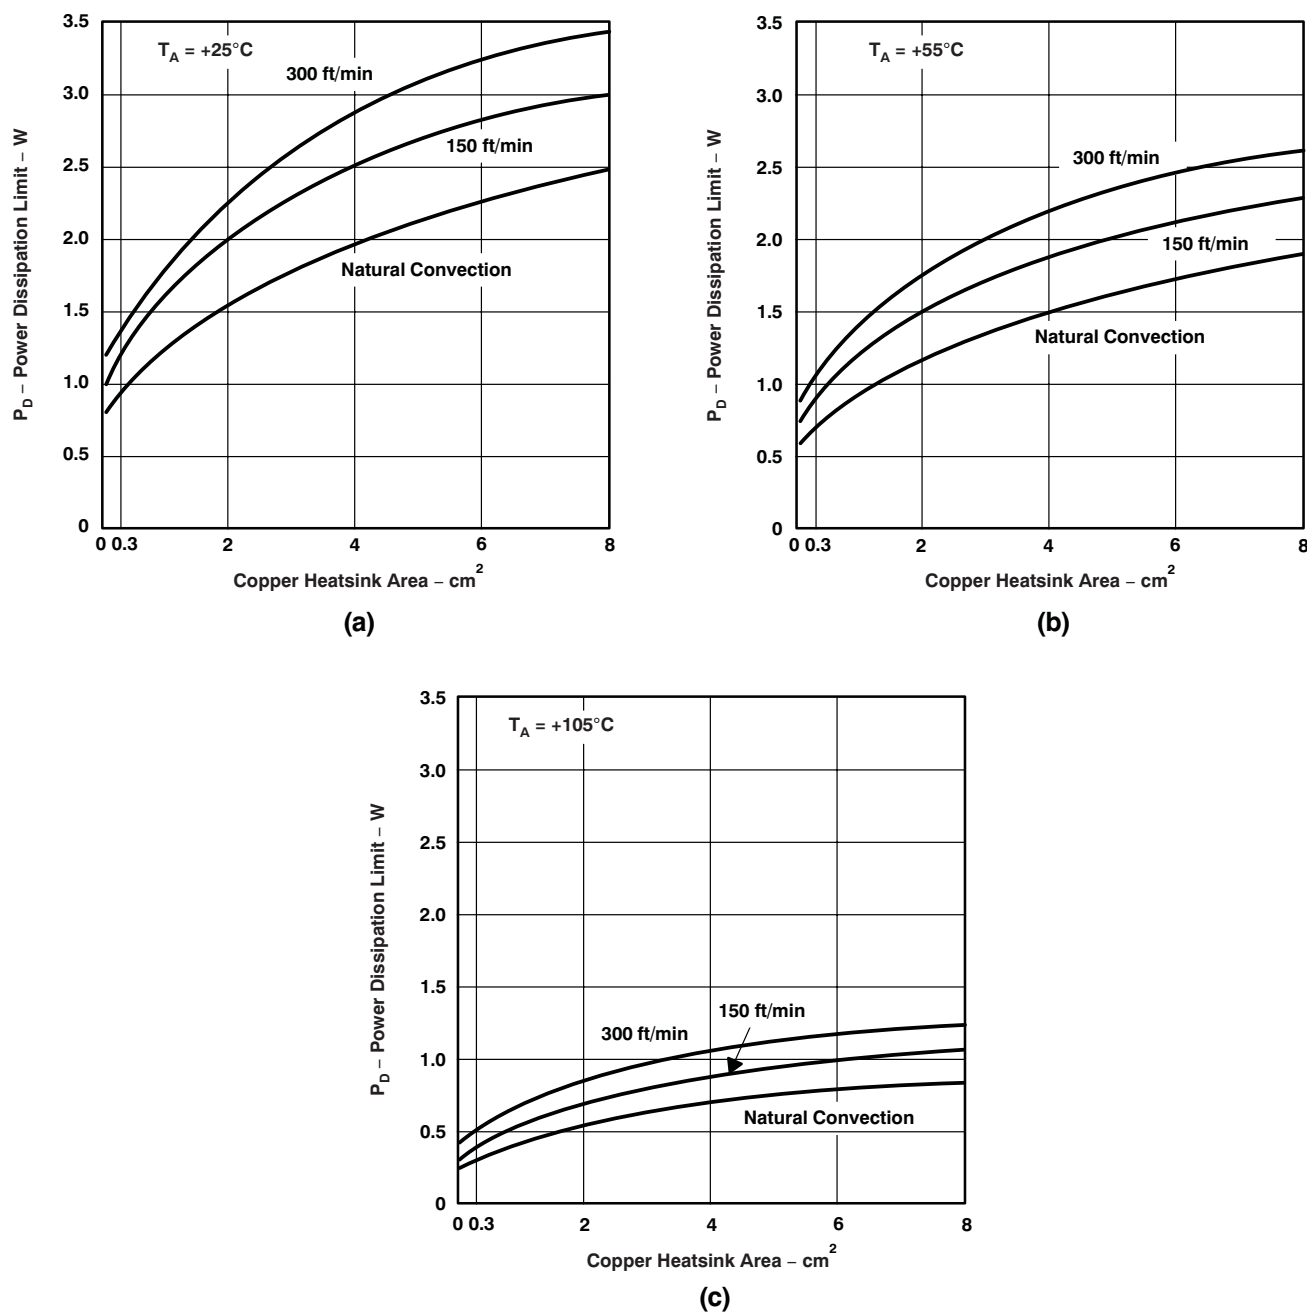 3.5
3.0
2.5
2.0
1.5
1.0
0.5
0
P_D – Power Dissipation Limit – W
T_A = +25°C
300 ft/min
150 ft/min
Natural Convection
0 0.3 2 4 6 8
Copper Heatsink Area – cm²
(a)
3.5
3.0
2.5
2.0
1.5
1.0
0.5
0
P_D – Power Dissipation Limit – W
T_A = +55°C
300 ft/min
150 ft/min
Natural Convection
0 0.3 2 4 6 8
Copper Heatsink Area – cm²
(b)
3.5
3.0
2.5
2.0
1.5
1.0
0.5
0
P_D – Power Dissipation Limit – W
T_A = +105°C
150 ft/min
300 ft/min
Natural Convection
0 0.3 2 4 6 8
Copper Heatsink Area – cm²
(c)